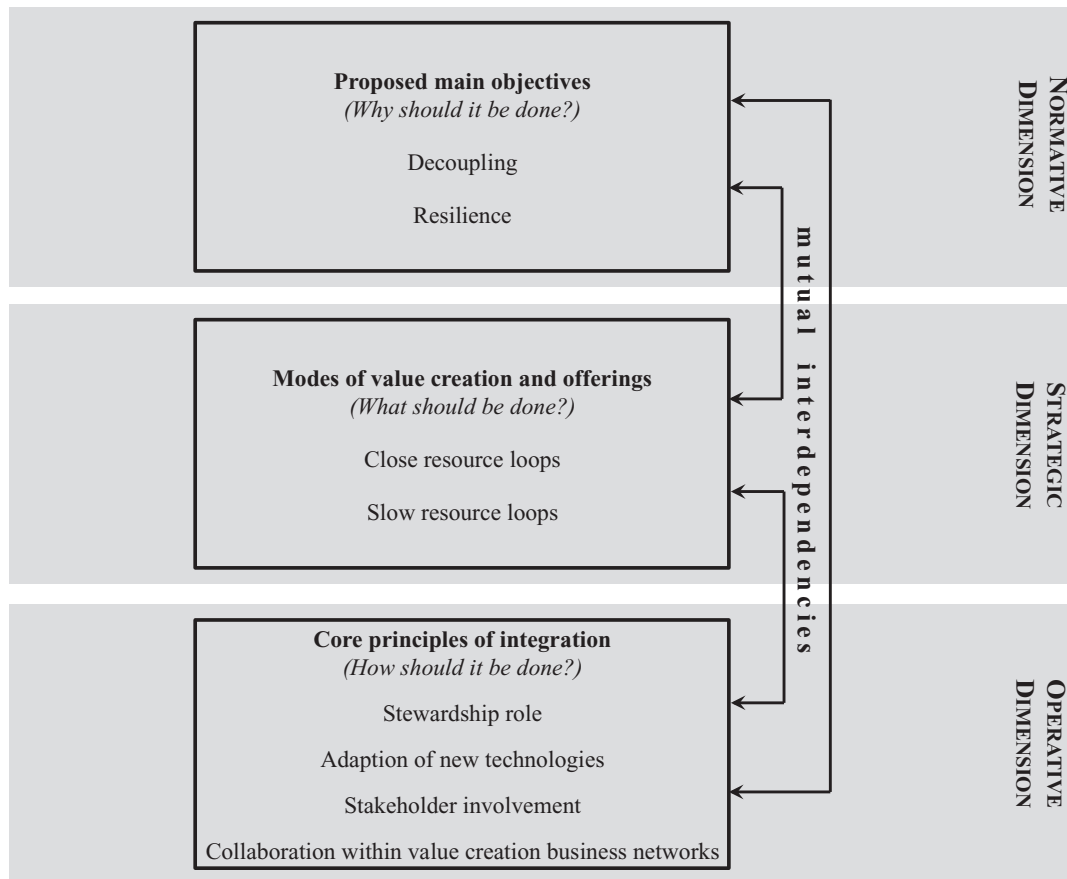 Proposed main objectives
(Why should it be done?)
Decoupling
Resilience
NORMATIVE
DIMENSION
Modes of value creation and offerings
(What should be done?)
Close resource loops
Slow resource loops
STRATEGIC
DIMENSION
mutual interdependencies
Core principles of integration
(How should it be done?)
Stewardship role
Adaption of new technologies
Stakeholder involvement
Collaboration within value creation business networks
OPERATIVE
DIMENSION